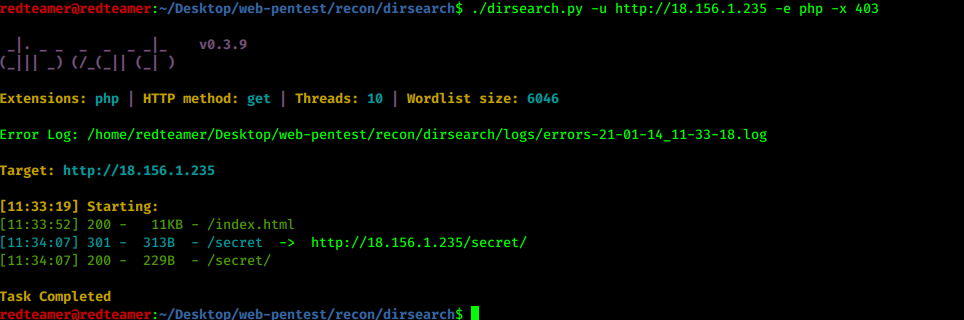 redteamer@redteamer:~/Desktop/web-pentest/recon/dirsearch$ ./dirsearch.py -u http://18.156.1.235 -e php -x 403
 _|. _ _  _  _  _ _|_    v0.3.9
(_||| _) (/_(_|| (_| )
Extensions: php | HTTP method: get | Threads: 10 | Wordlist size: 6046
Error Log: /home/redteamer/Desktop/web-pentest/recon/dirsearch/logs/errors-21-01-14_11-33-18.log
Target: http://18.156.1.235
[11:33:19] Starting:
[11:33:52] 200 -   11KB - /index.html
[11:34:07] 301 -  313B  - /secret  ->  http://18.156.1.235/secret/
[11:34:07] 200 -  229B  - /secret/
Task Completed
redteamer@redteamer:~/Desktop/web-pentest/recon/dirsearch$